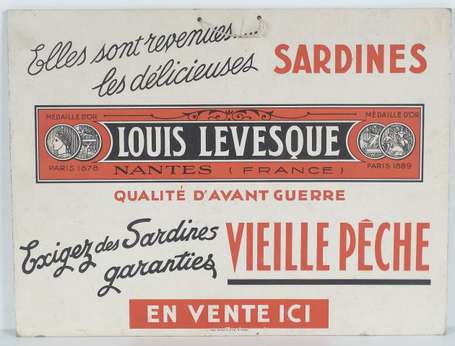 Elles sont revenues.....
les délicieuses SARDINES
MEDAILLE D'OR LOUIS LEVESQUE MÉDAILLE D'OR
PARIS 1878 NANTES (FRANCE) PARIS 1889
QUALITÉ D'AVANT GUERRE
Exigez des Sardines
garanties VIEILLE PÊCHE
EN VENTE ICI